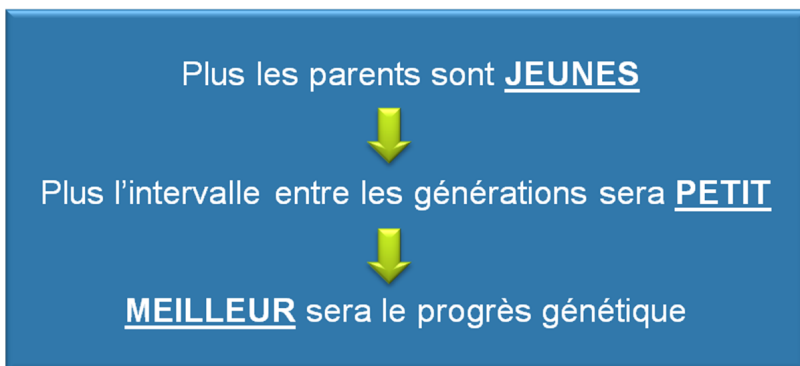 Plus les parents sont JEUNES
Plus l’intervalle entre les générations sera PETIT
MEILLEUR sera le progrès génétique